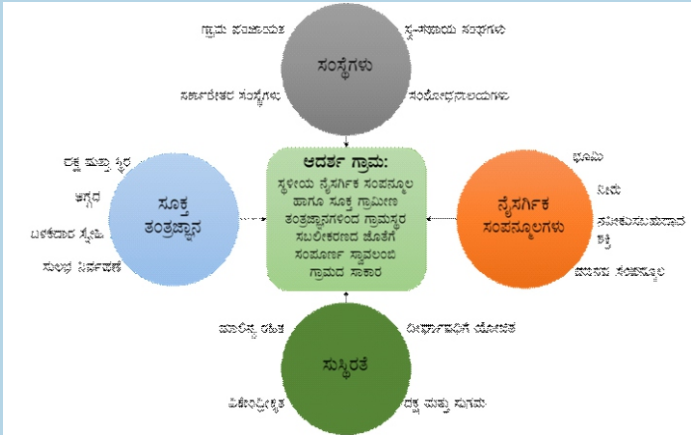 ಗ್ರಾಮ ಪಂಚಾಯತ
ಸ್ವ-ಸಹಾಯ ಸಂಘಗಳು
ಸಂಸ್ಥೆಗಳು
ಸರ್ಕಾರೇತರ ಸಂಸ್ಥೆಗಳು
ಸಂಶೋಧನಾಲಯಗಳು
ದಕ್ಷ ಮತ್ತು ಸ್ಥಿರ
ಅಗ್ಗದ
ಬಳಕೆದಾರ ಸ್ನೇಹಿ
ಸುಲಭ ನಿರ್ವಹಣೆ
ಸೂಕ್ತ
ತಂತ್ರಜ್ಞಾನ
ಆದರ್ಶ ಗ್ರಾಮ:
ಸ್ಥಳೀಯ ನೈಸರ್ಗಿಕ ಸಂಪನ್ಮೂಲ
ಹಾಗೂ ಸೂಕ್ತ ಗ್ರಾಮೀಣ
ತಂತ್ರಜ್ಞಾನಗಳಿಂದ ಗ್ರಾಮಸ್ಥರ
ಸಬಲೀಕರಣದ ಜೊತೆಗೆ
ಸಂಪೂರ್ಣ ಸ್ವಾವಲಂಬಿ
ಗ್ರಾಮದ ಸಾಕಾರ
ನೈಸರ್ಗಿಕ
ಸಂಪನ್ಮೂಲಗಳು
ಭೂಮಿ
ನೀರು
ನವೀಕರಿಸಬಹುದಾದ
ಶಕ್ತಿ
ಮಾನವ ಸಂಪನ್ಮೂಲ
ಮಾಲಿನ್ಯ ರಹಿತ
ದೀರ್ಘಾವಧಿಗೆ ಯೋಜಿತ
ಸುಸ್ಥಿರತೆ
ವಿಕೇಂದ್ರೀಕೃತ
ದಕ್ಷ ಮತ್ತು ಸುಗಮ